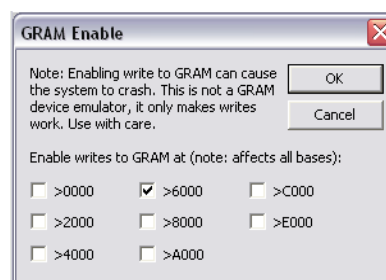 GRAM Enable
Note: Enabling write to GRAM can cause
the system to crash. This is not a GRAM
device emulator, it only makes writes
work. Use with care.
OK
Cancel
Enable writes to GRAM at (note: affects all bases):
>0000 >6000 >C000
>2000 >8000 >E000
>4000 >A000